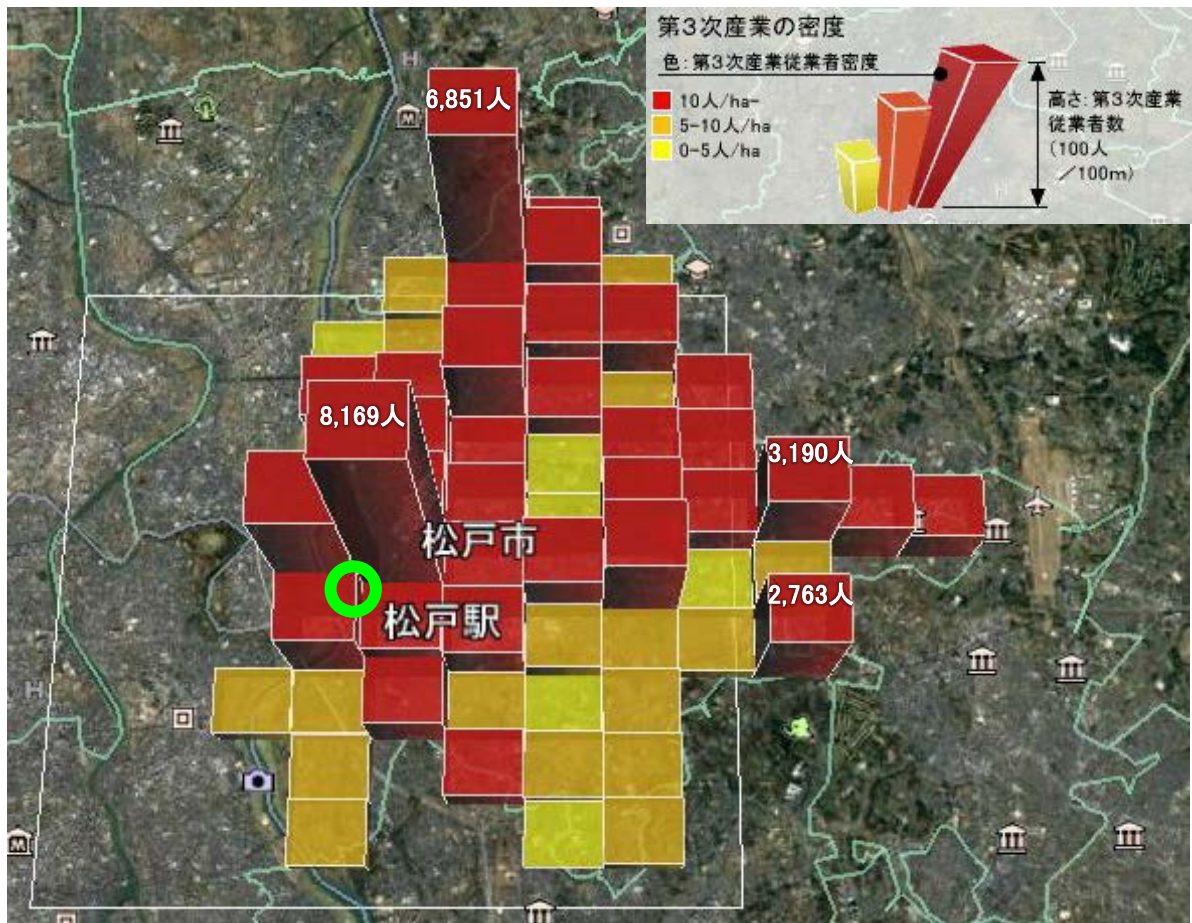 第3次産業の密度
色：第3次産業従業者密度
10人/ha-
5-10人/ha
0-5人/ha
高さ：第3次産業
従業者数
(100人
／100m)
6,851人
8,169人
3,190人
松戸市
2,763人
松戸駅